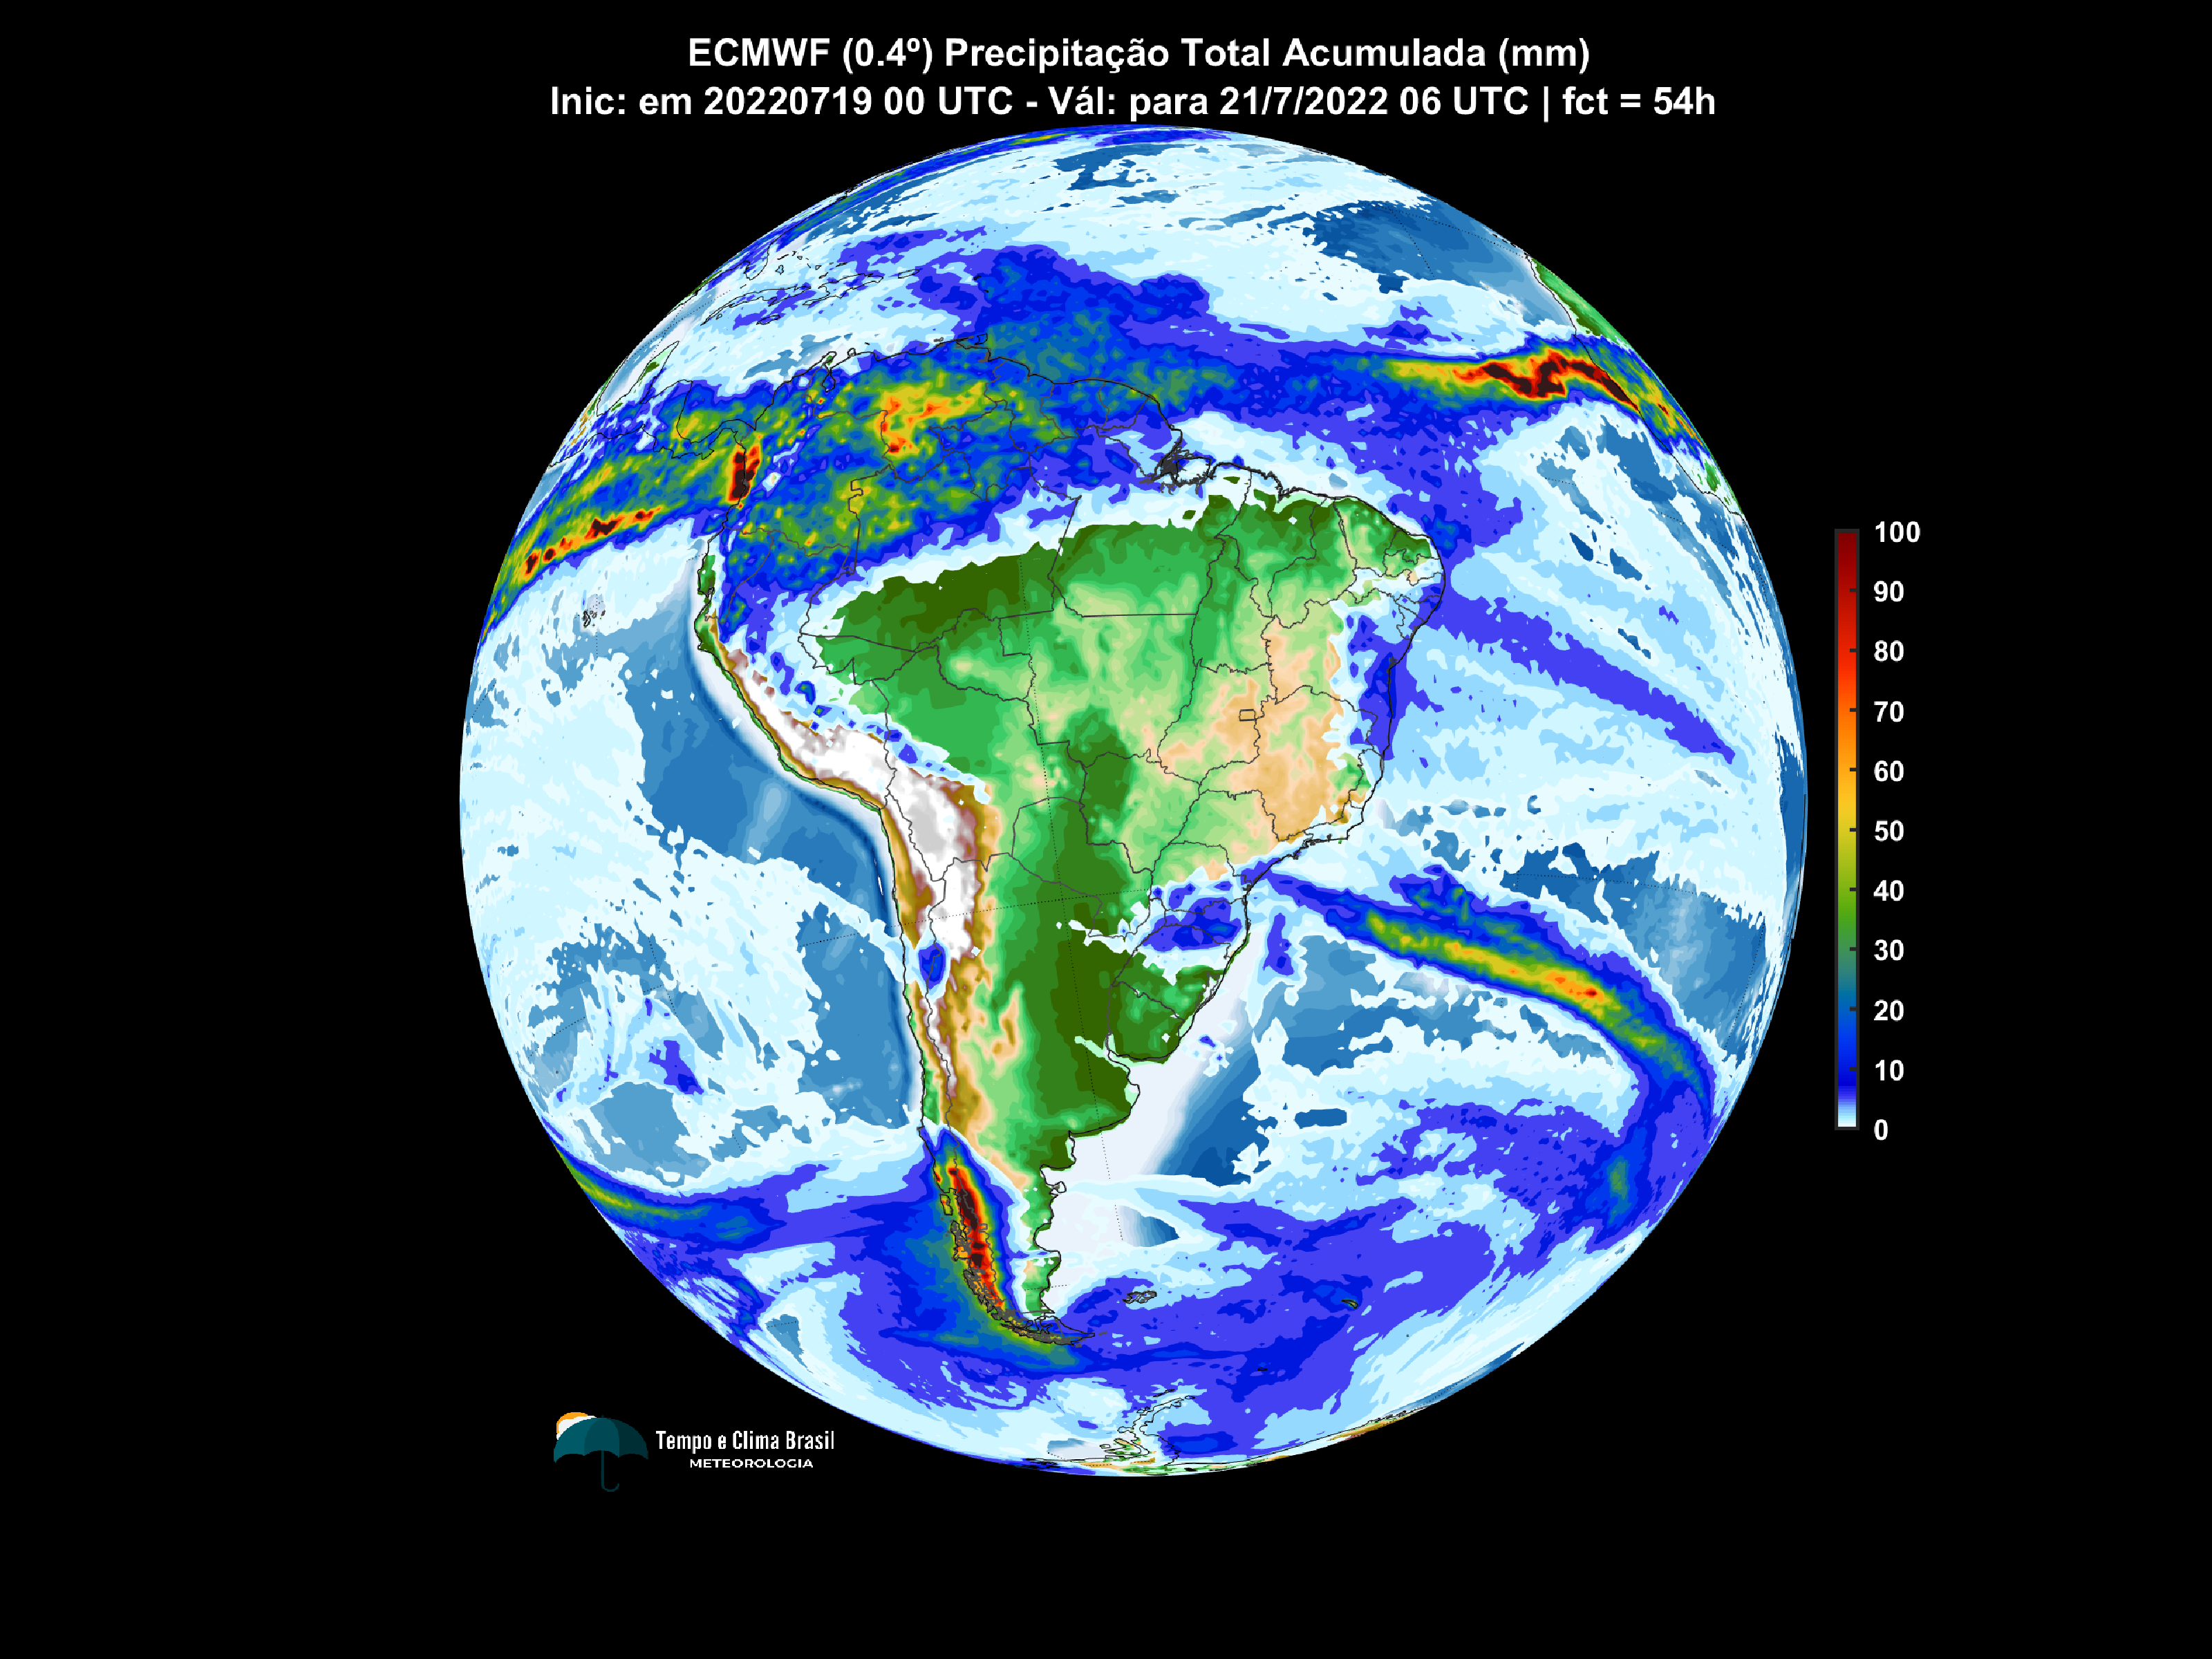 ECMWF (0.4º) Precipitação Total Acumulada (mm)
Inic: em 20220719 00 UTC - Vál: para 21/7/2022 06 UTC | fct = 54h
100
90
80
70
60
50
40
30
20
10
0
Tempo e Clima Brasil
METEOROLOGIA